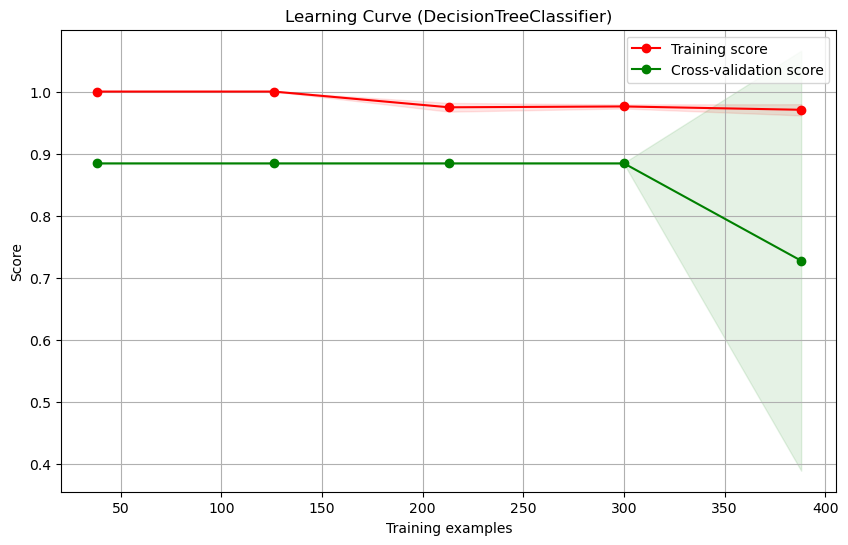 Learning Curve (DecisionTreeClassifier)
Training score
Cross-validation score
1.0
0.9
0.8
0.7
0.6
0.5
0.4
Score
50 100 150 200 250 300 350 400
Training examples